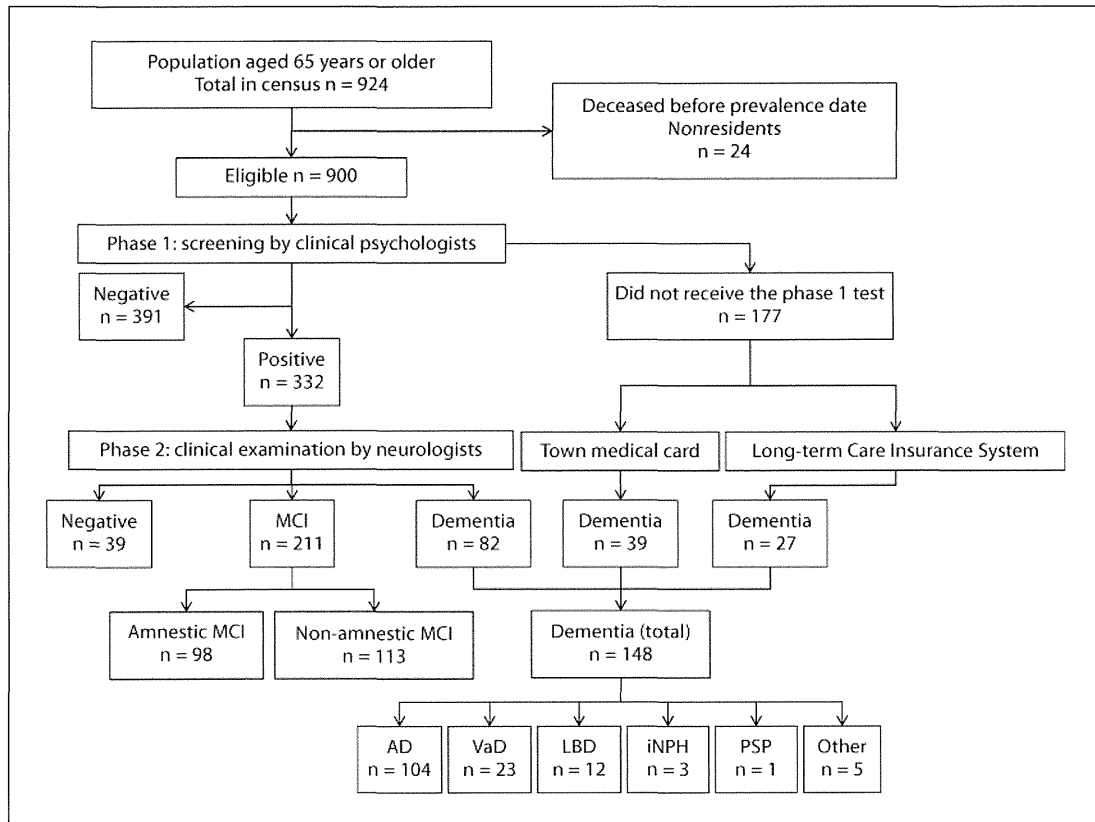 Population aged 65 years or older
Total in census n = 924
Deceased before prevalence date
Nonresidents
n = 24
Eligible n = 900
Phase 1: screening by clinical psychologists
Negative
n = 391
Did not receive the phase 1 test
n = 177
Positive
n = 332
Phase 2: clinical examination by neurologists
Town medical card
Long-term Care Insurance System
Negative
n = 39
MCI
n = 211
Dementia
n = 82
Dementia
n = 39
Dementia
n = 27
Amnestic MCI
n = 98
Non-amnestic MCI
n = 113
Dementia (total)
n = 148
AD
n = 104
VaD
n = 23
LBD
n = 12
iNPH
n = 3
PSP
n = 1
Other
n = 5